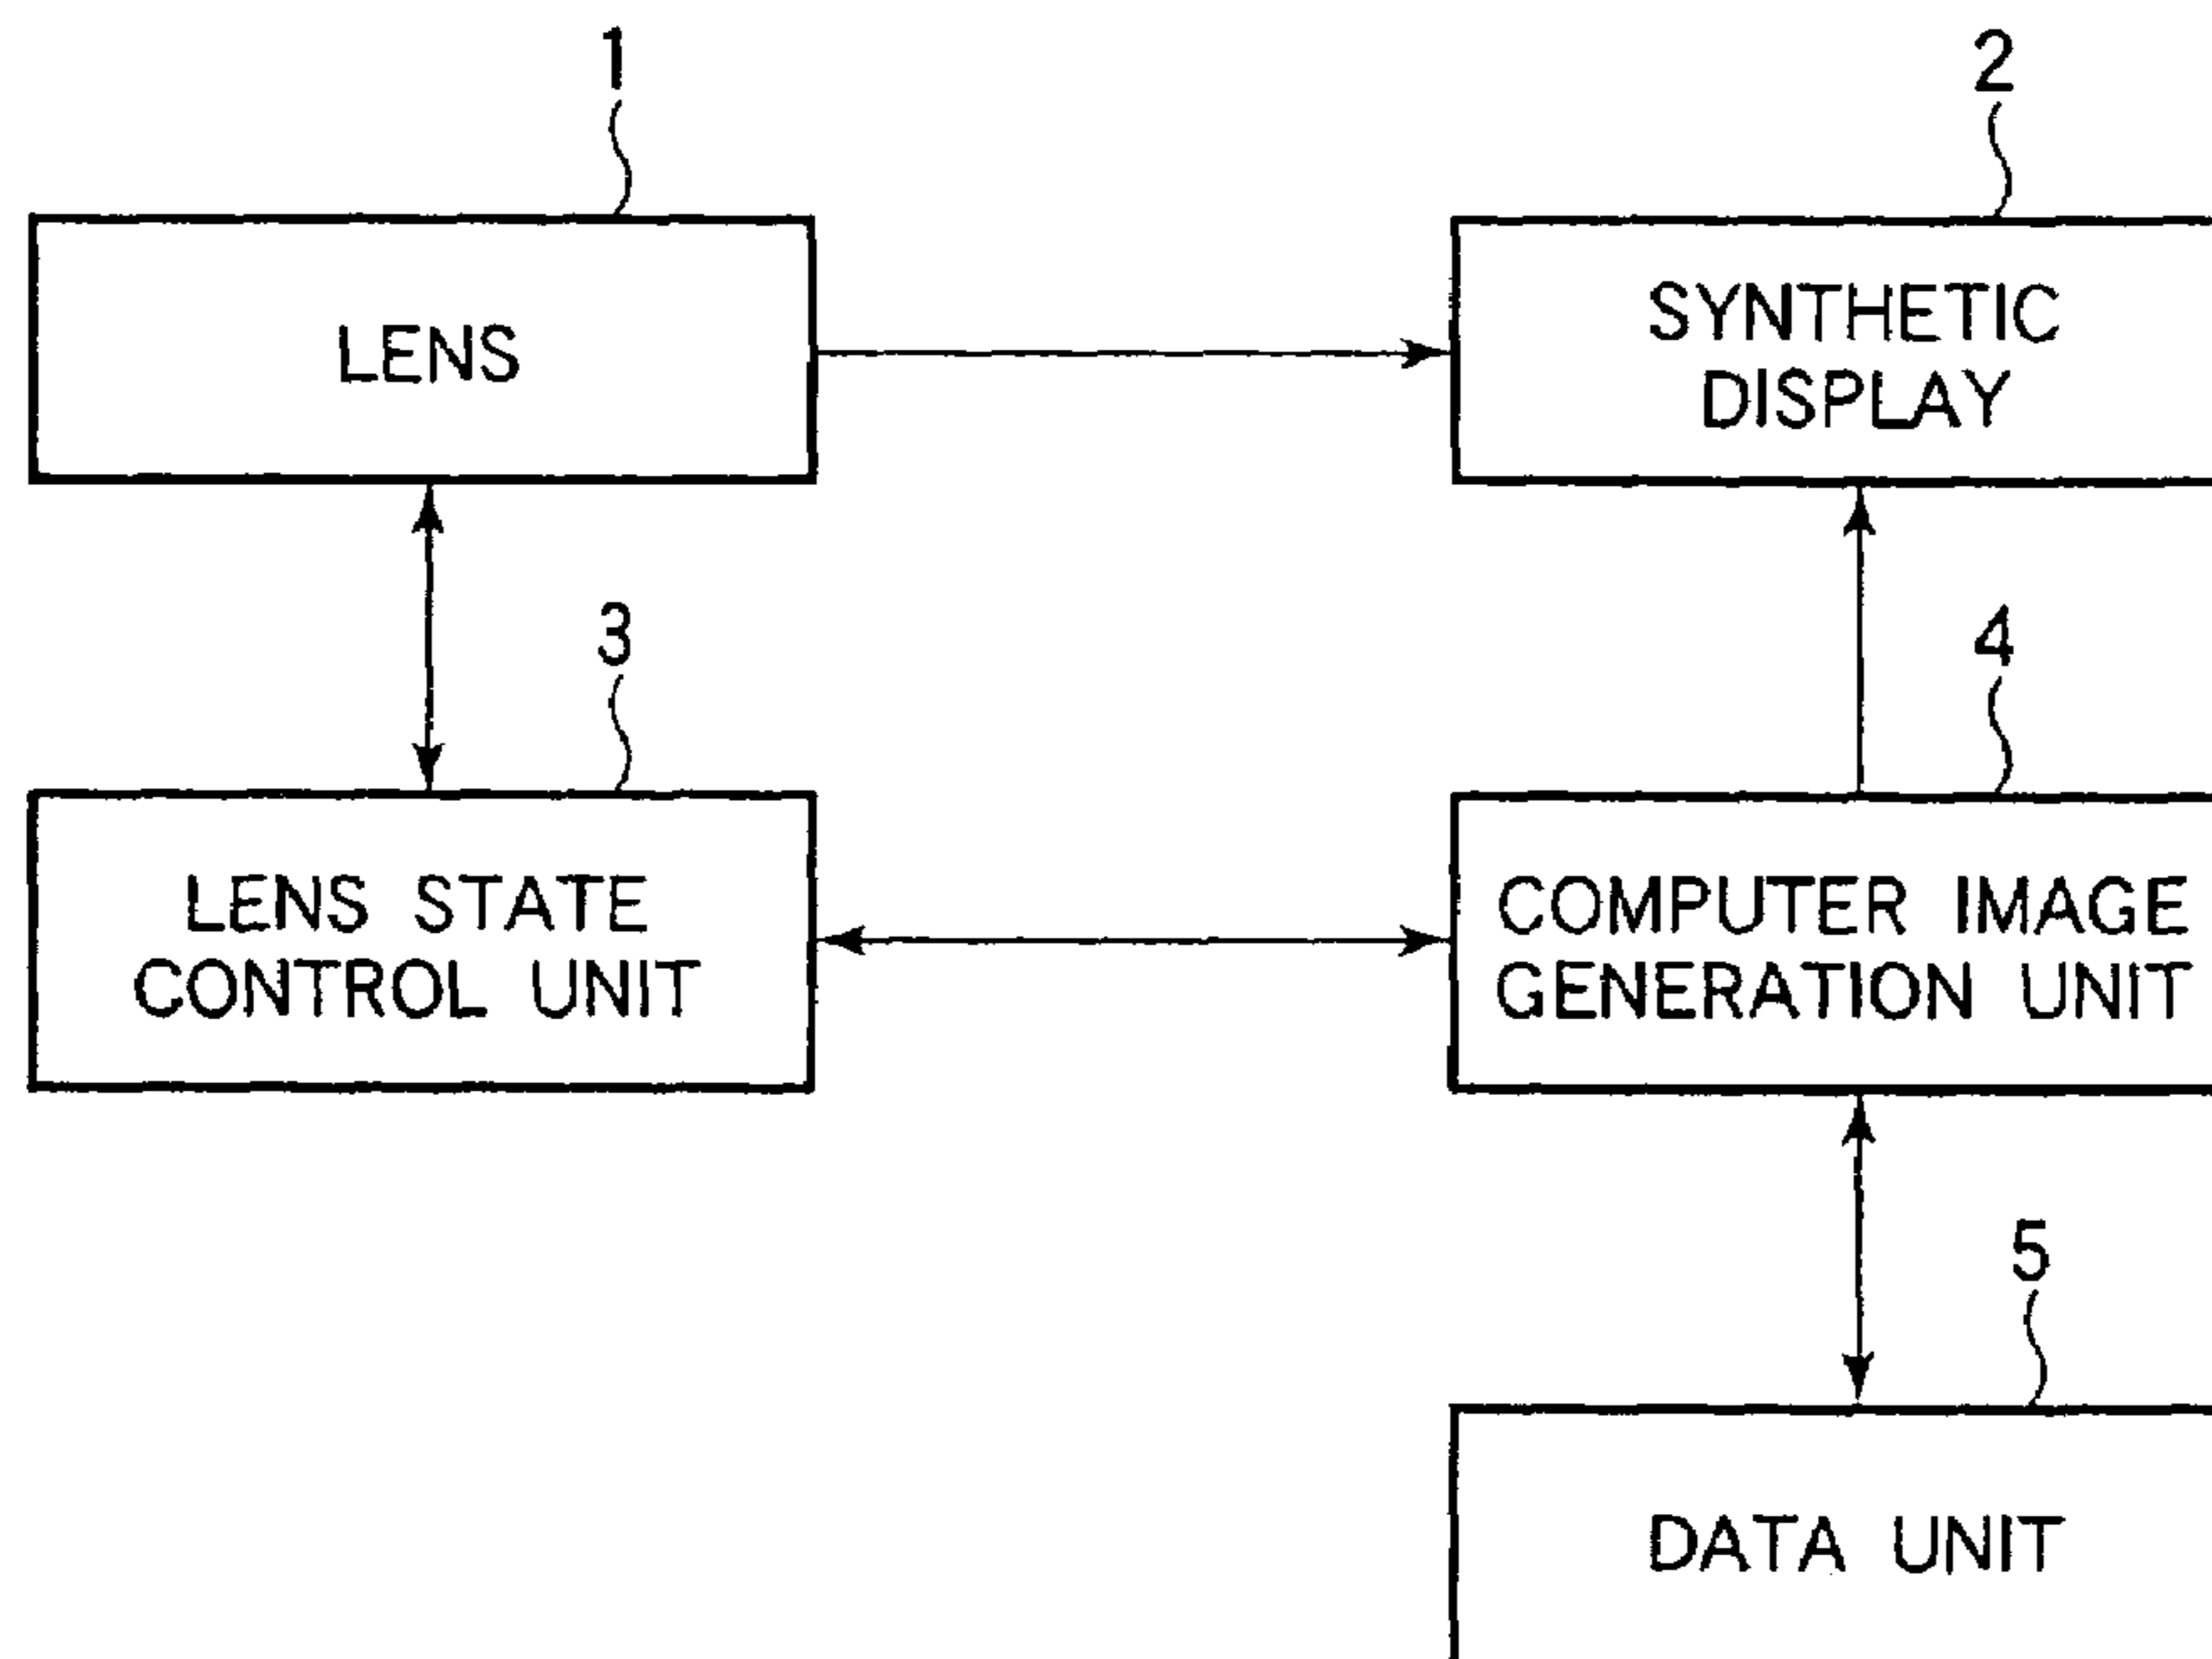 1
2
LENS
SYNTHETIC
DISPLAY
3
4
LENS STATE
CONTROL UNIT
COMPUTER IMAGE
GENERATION UNIT
5
DATA UNIT